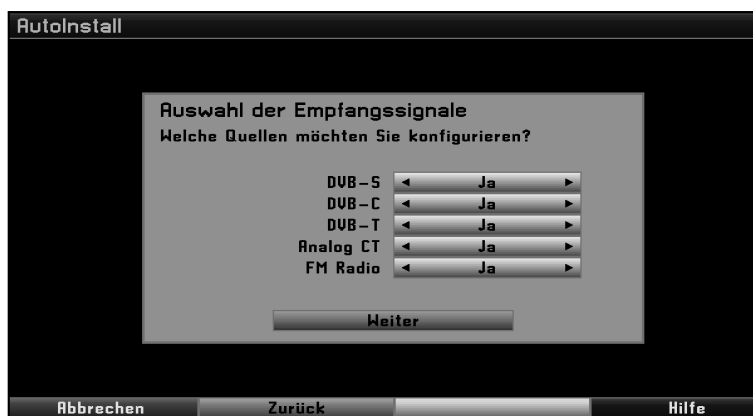 AutoInstall
Auswahl der Empfangssignale
Welche Quellen möchten Sie konfigurieren?
DVB-S ◄ Ja ►
DVB-C ◄ Ja ►
DVB-T ◄ Ja ►
Analog CT ◄ Ja ►
FM Radio ◄ Ja ►
Weiter
Abbrechen Zurück Hilfe